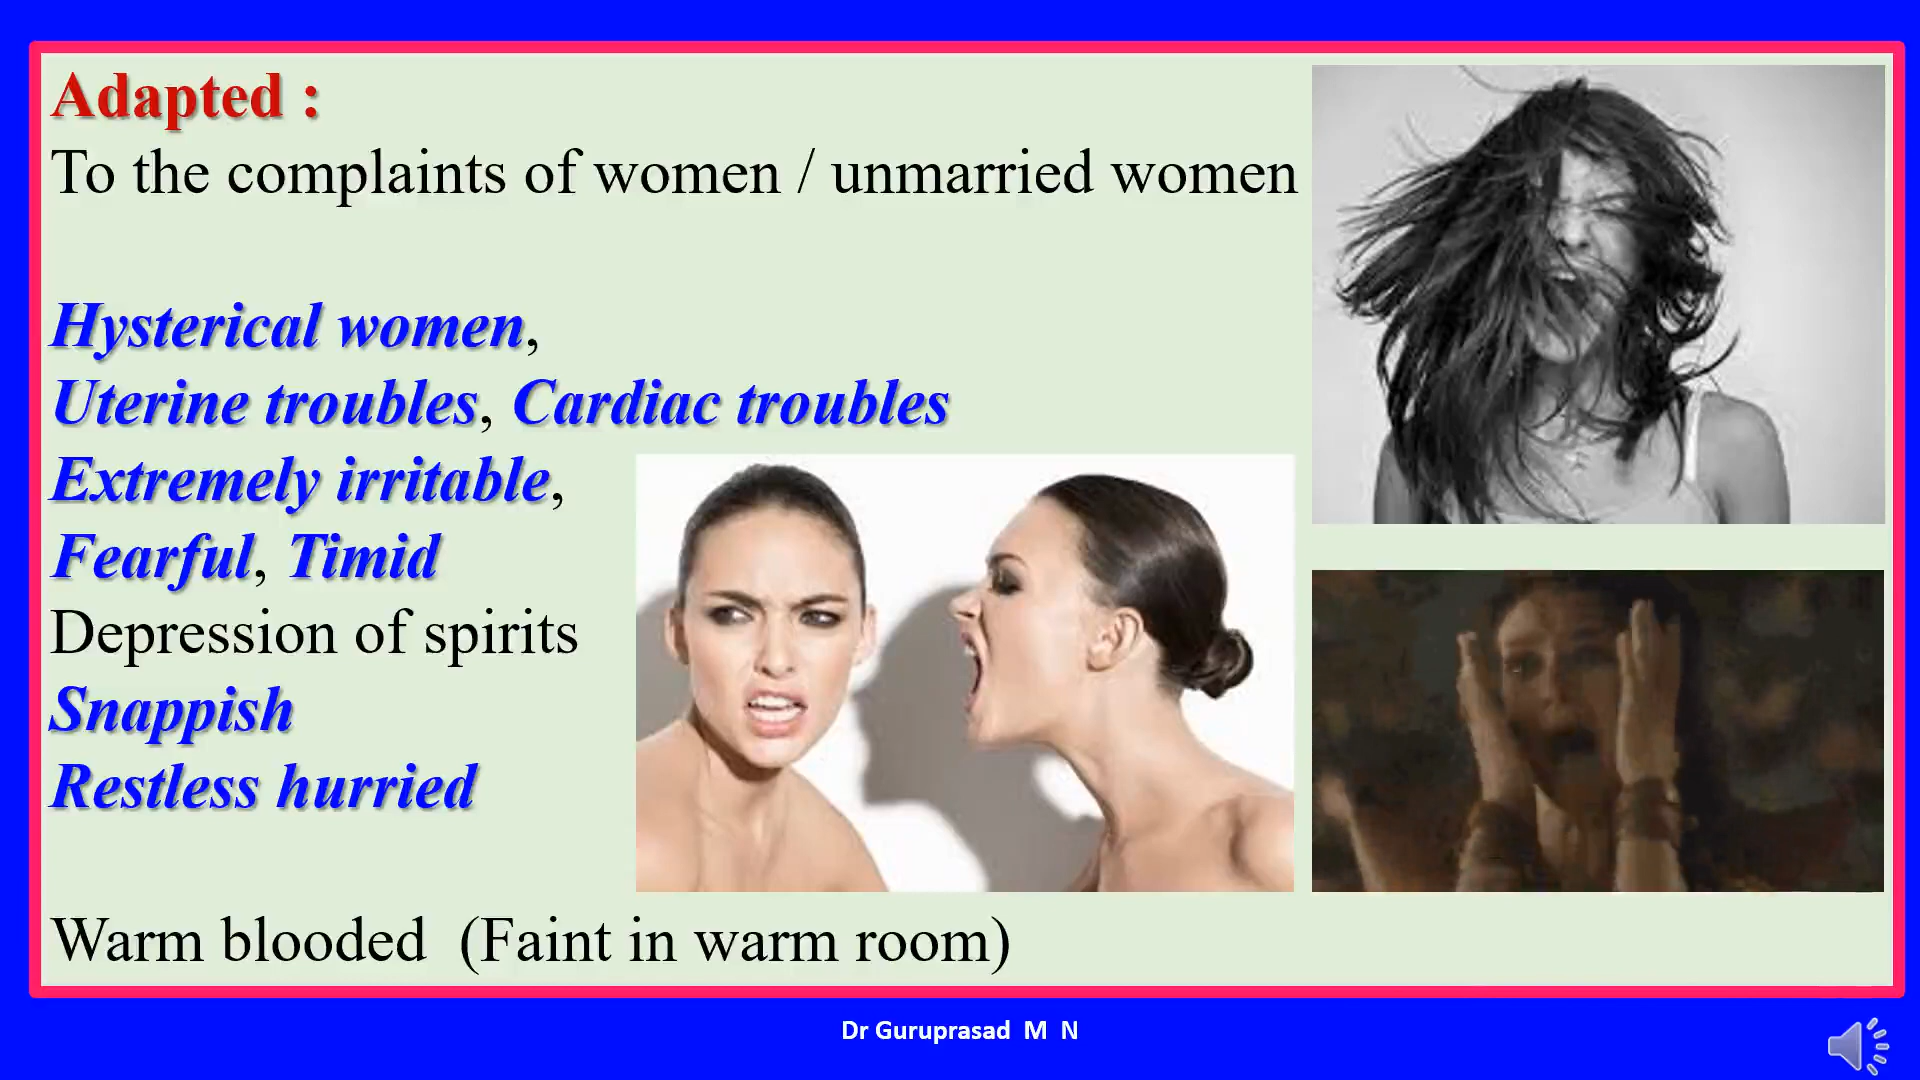 Adapted :
To the complaints of women / unmarried women
Hysterical women,
Uterine troubles, Cardiac troubles
Extremely irritable,
Fearful, Timid
Depression of spirits
Snappish
Restless hurried
Warm blooded (Faint in warm room)
Dr Guruprasad M N